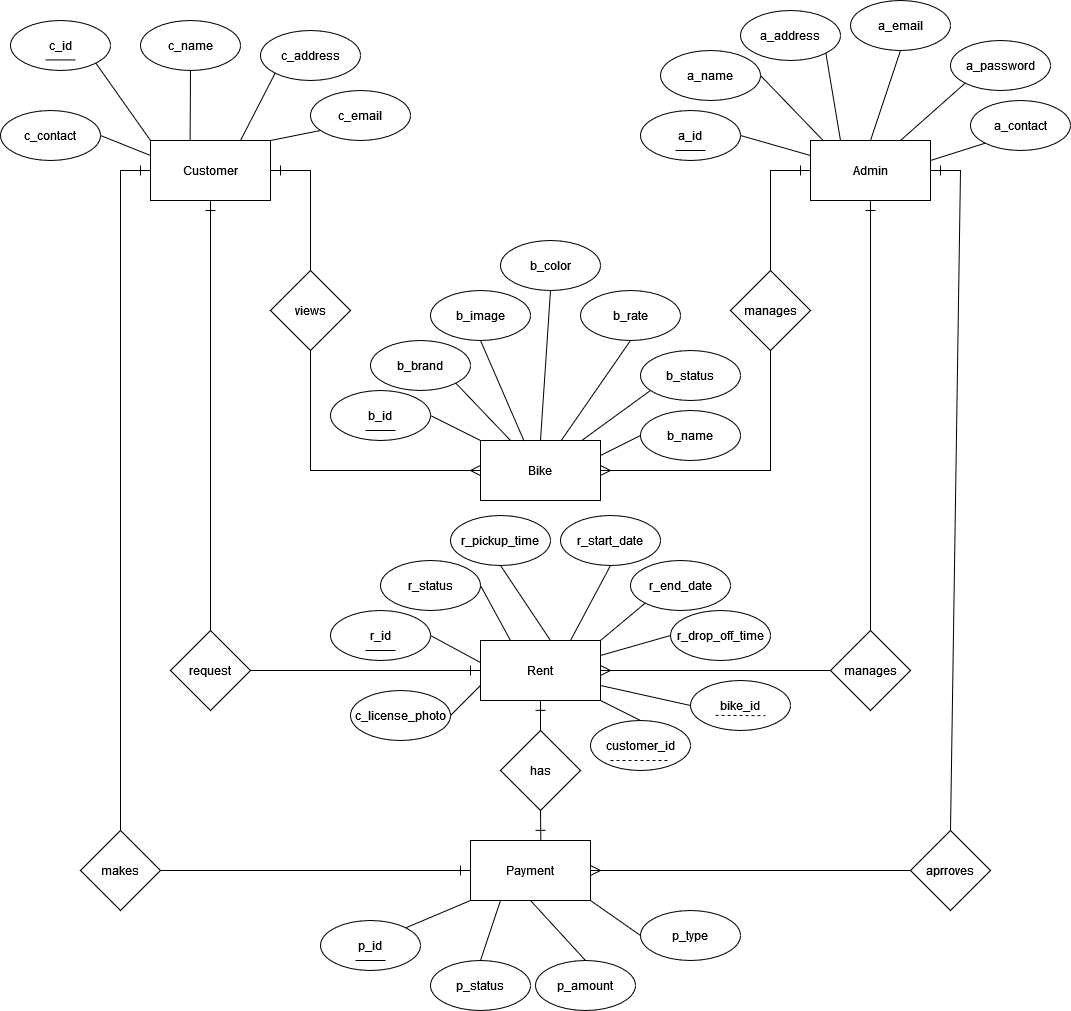 c_id
c_name
c_address
c_email
c_contact
Customer
a_email
a_address
a_name
a_password
a_id
a_contact
Admin
views
manages
b_color
b_image
b_rate
b_brand
b_status
b_id
b_name
Bike
r_pickup_time
r_start_date
r_status
r_end_date
r_id
r_drop_off_time
request
Rent
manages
c_license_photo
bike_id
customer_id
has
makes
Payment
aprroves
p_id
p_type
p_status
p_amount